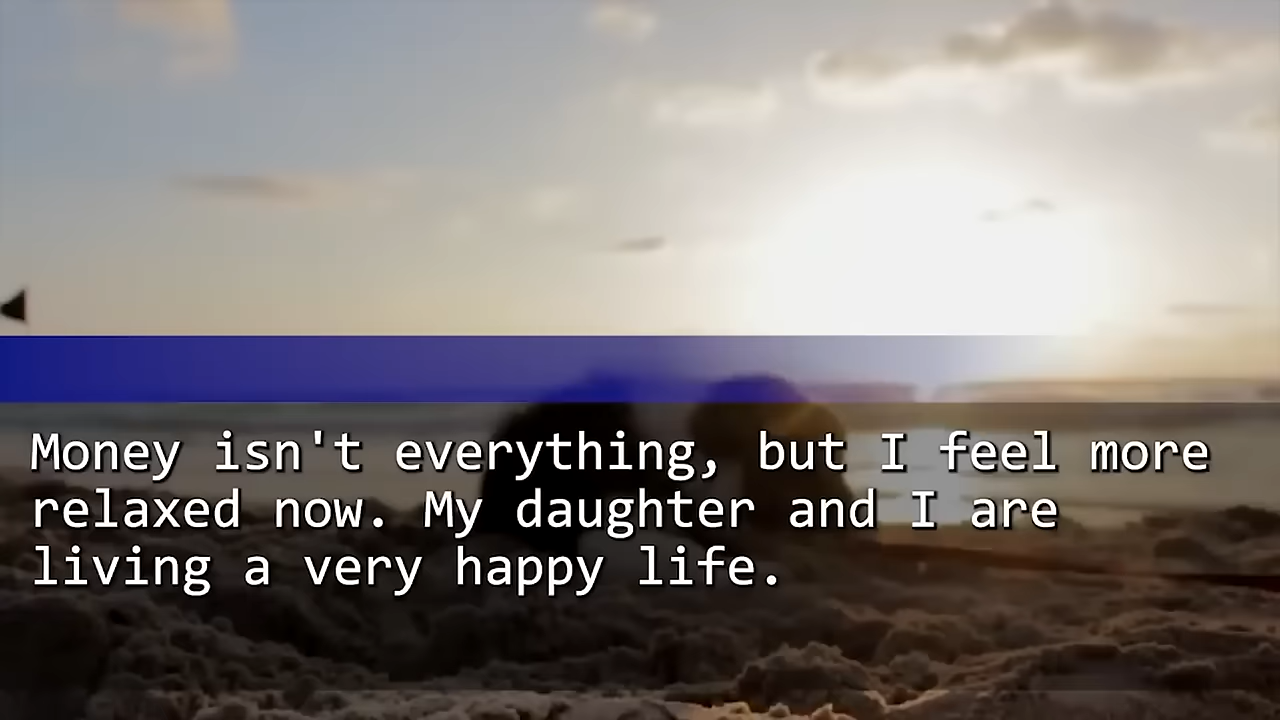 Money isn't everything, but I feel more
relaxed now. My daughter and I are
living a very happy life.